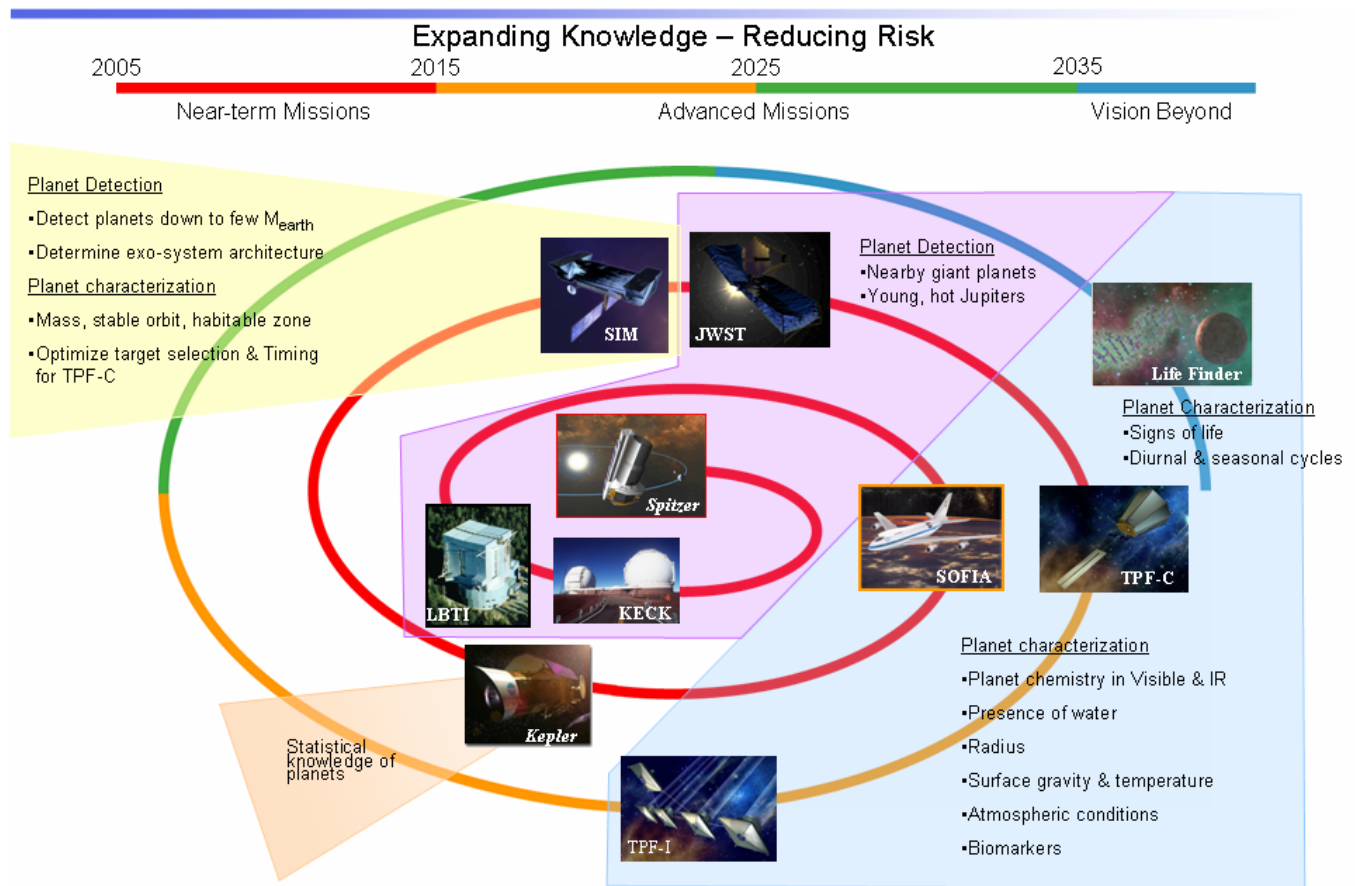 Expanding Knowledge – Reducing Risk
2005 2015 2025 2035
Near-term Missions Advanced Missions Vision Beyond
Planet Detection
▪Detect planets down to few Mearth
▪Determine exo-system architecture
Planet characterization
▪Mass, stable orbit, habitable zone
▪Optimize target selection & Timing
for TPF-C
SIM
JWST
Planet Detection
▪Nearby giant planets
▪Young, hot Jupiters
Life Finder
Planet Characterization
▪Signs of life
▪Diurnal & seasonal cycles
Spitzer
LBTI
KECK
SOFIA
TPF-C
Kepler
Statistical
knowledge of
planets
TPF-I
Planet characterization
▪Planet chemistry in Visible & IR
▪Presence of water
▪Radius
▪Surface gravity & temperature
▪Atmospheric conditions
▪Biomarkers